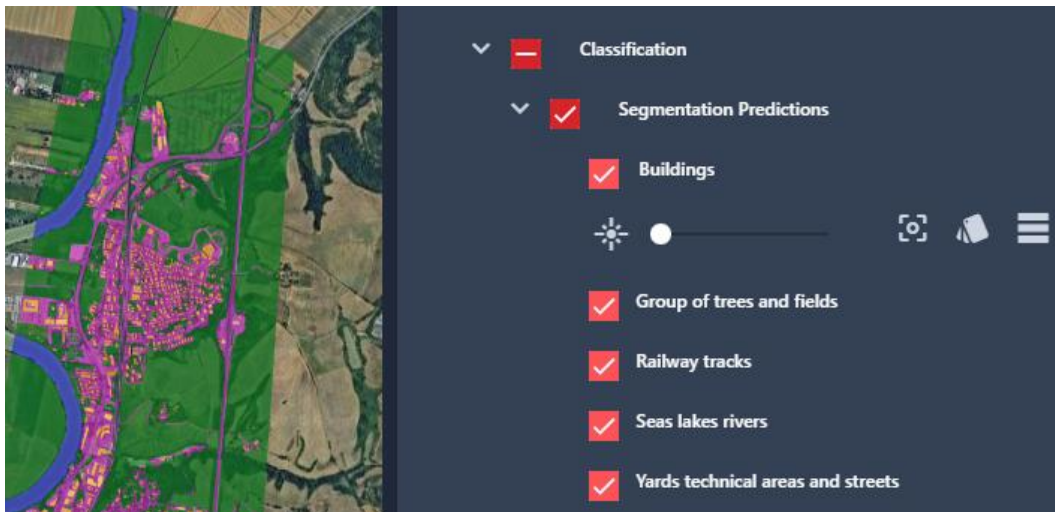 Classification
Segmentation Predictions
Buildings
Group of trees and fields
Railway tracks
Seas lakes rivers
Yards technical areas and streets